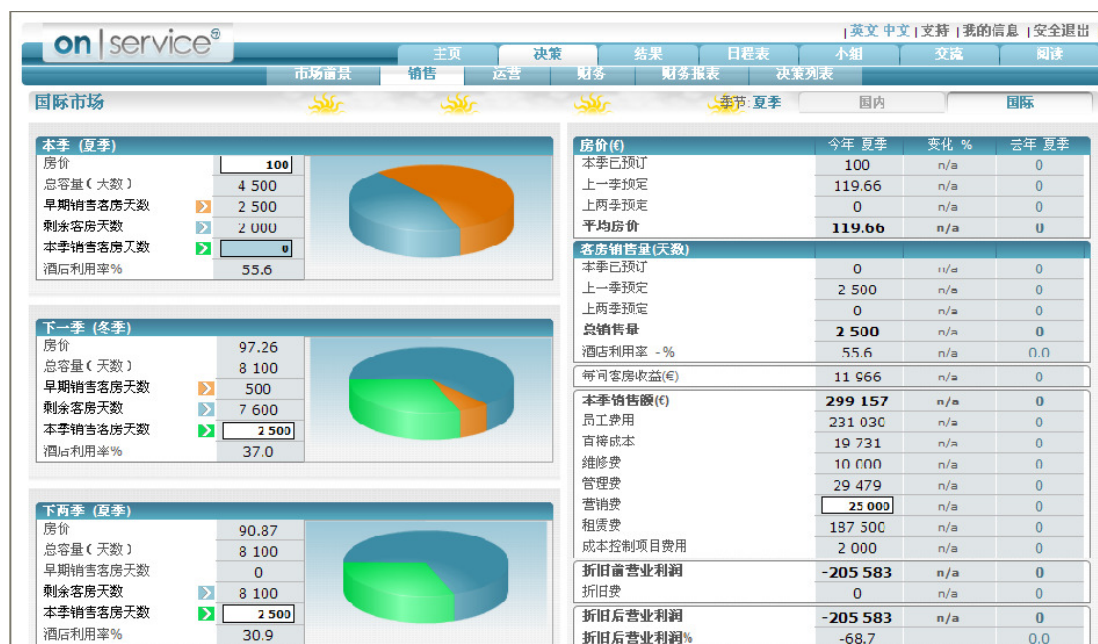 on|service®
|英文 中文|支持 |我的信息 |安全退出
主页 决策 结果 日程表 小组 交流 阅读
市场前景 销售 运营 财务 财务报表 决策列表
国际市场 季节:夏季 国内 国际
本季 (夏季)
房价 100
总容量(天数) 4 500
早期销售客房天数 2 500
剩余客房天数 2 000
本季销售客房天数 0
酒店利用率% 55.6
下一季 (冬季)
房价 97.26
总容量(天数) 8 100
早期销售客房天数 500
剩余客房天数 7 600
本季销售客房天数 2 500
酒店利用率% 37.0
下两季 (夏季)
房价 90.87
总容量(天数) 8 100
早期销售客房天数 0
剩余客房天数 8 100
本季销售客房天数 2 500
酒店利用率% 30.9
房价(€) 今年 夏季 变化 % 去年 夏季
本季已预订 100 n/a 0
上一季预定 119.66 n/a 0
上两季预定 0 n/a 0
平均房价 119.66 n/a 0
客房销售量(天数)
本季已预订 0 n/a 0
上一季预定 2 500 n/a 0
上两季预定 0 n/a 0
总销售量 2 500 n/a 0
酒店利用率 -% 55.6 n/a 0.0
每间客房收益(€) 11 966 n/a 0
本季销售额(€) 299 157 n/a 0
员工费用 231 030 n/a 0
直接成本 19 731 n/a 0
维修费 10 000 n/a 0
管理费 29 479 n/a 0
营销费 25 000 n/a 0
租赁费 187 500 n/a 0
成本控制项目费用 2 000 n/a 0
折旧前营业利润 -205 583 n/a 0
折旧费 0 n/a 0
折旧后营业利润 -205 583 n/a 0
折旧后营业利润% -68.7 0.0